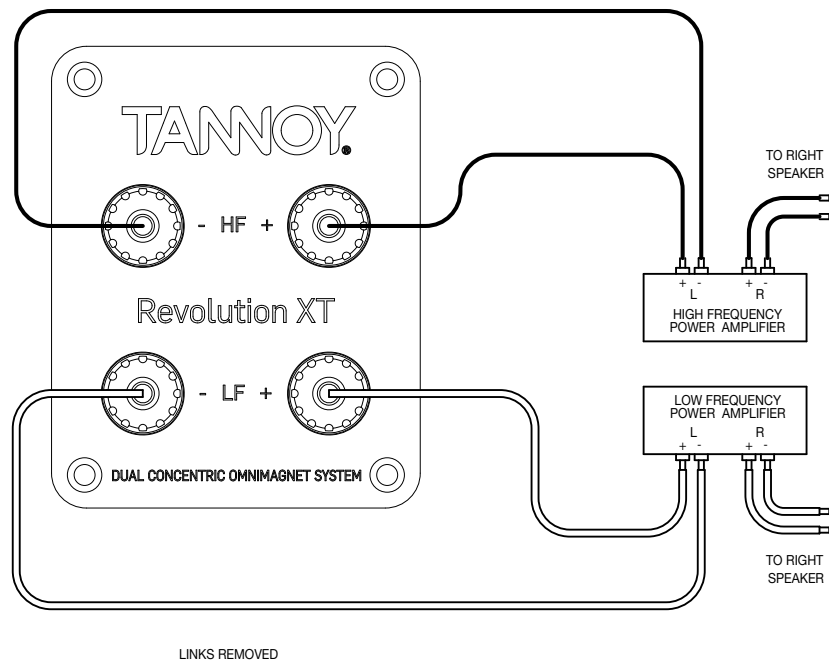 TANNOY®
TO RIGHT
SPEAKER
- HF +
+ - + -
L R
HIGH FREQUENCY
POWER AMPLIFIER
Revolution XT
- LF +
LOW FREQUENCY
POWER AMPLIFIER
L R
+ - + -
DUAL CONCENTRIC OMNIMAGNET SYSTEM
TO RIGHT
SPEAKER
LINKS REMOVED